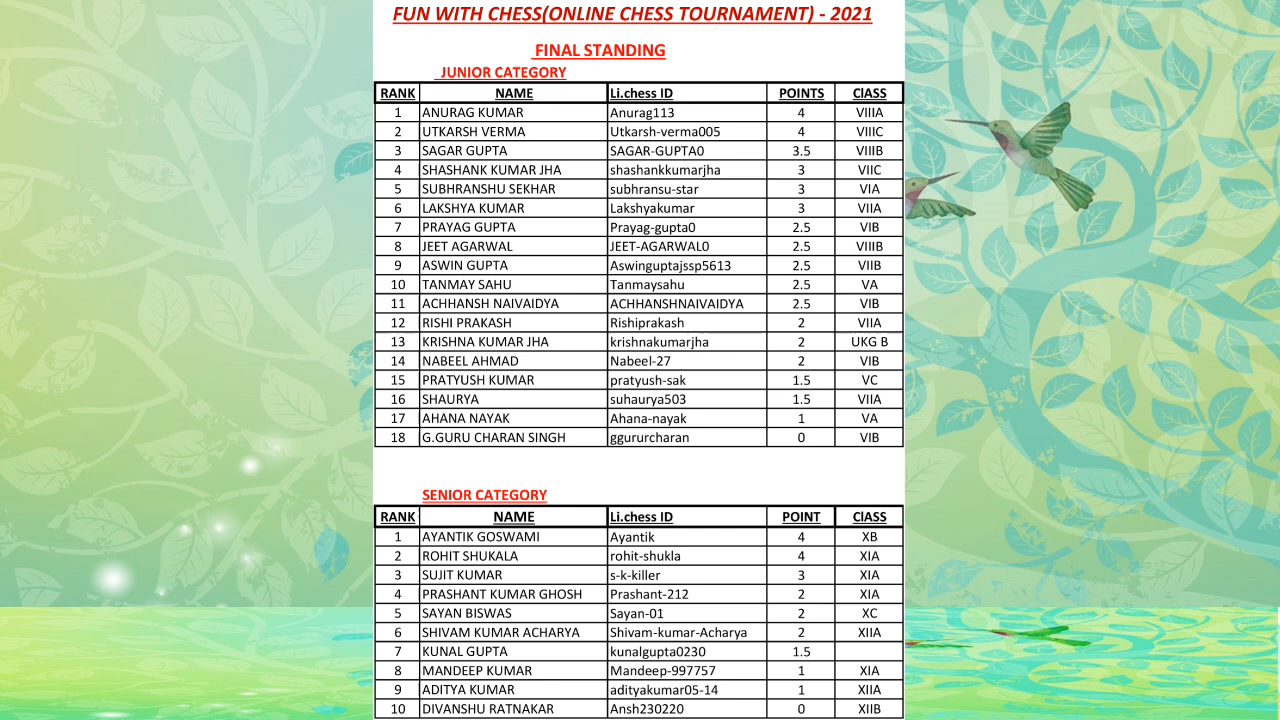 FUN WITH CHESS(ONLINE CHESS TOURNAMENT) - 2021
FINAL STANDING
JUNIOR CATEGORY
RANK NAME Li.chess ID POINTS CLASS
1 ANURAG KUMAR Anurag113 4 VIIIA
2 UTKARSH VERMA Utkarsh-verma005 4 VIIIC
3 SAGAR GUPTA SAGAR-GUPTA0 3.5 VIIIB
4 SHASHANK KUMAR JHA shashankkumarjha 3 VIIC
5 SUBHRANSHU SEKHAR subhransu-star 3 VIA
6 LAKSHYA KUMAR Lakshyakumar 3 VIIA
7 PRAYAG GUPTA Prayag-gupta0 2.5 VIB
8 JEET AGARWAL JEET-AGARWAL0 2.5 VIIIB
9 ASWIN GUPTA Aswinguptajssp5613 2.5 VIIB
10 TANMAY SAHU Tanmaysahu 2.5 VA
11 ACHHANSH NAIVAIDYA ACHHANSHNAIVAIDYA 2.5 VIB
12 RISHI PRAKASH Rishiprakash 2 VIIA
13 KRISHNA KUMAR JHA krishnakumarjha 2 UKG B
14 NABEEL AHMAD Nabeel-27 2 VIB
15 PRATYUSH KUMAR pratyush-sak 1.5 VC
16 SHAURYA suhaurya503 1.5 VIIA
17 AHANA NAYAK Ahana-nayak 1 VA
18 G.GURU CHARAN SINGH ggururcharan 0 VIB
SENIOR CATEGORY
RANK NAME Li.chess ID POINT ClASS
1 AYANTIK GOSWAMI Ayantik 4 XB
2 ROHIT SHUKALA rohit-shukla 4 XIA
3 SUJIT KUMAR s-k-killer 3 XIA
4 PRASHANT KUMAR GHOSH Prashant-212 2 XIA
5 SAYAN BISWAS Sayan-01 2 XC
6 SHIVAM KUMAR ACHARYA Shivam-kumar-Acharya 2 XIIA
7 KUNAL GUPTA kunalgupta0230 1.5
8 MANDEEP KUMAR Mandeep-997757 1 XIA
9 ADITYA KUMAR adityakumar05-14 1 XIIA
10 DIVANSHU RATNAKAR Ansh230220 0 XIIB